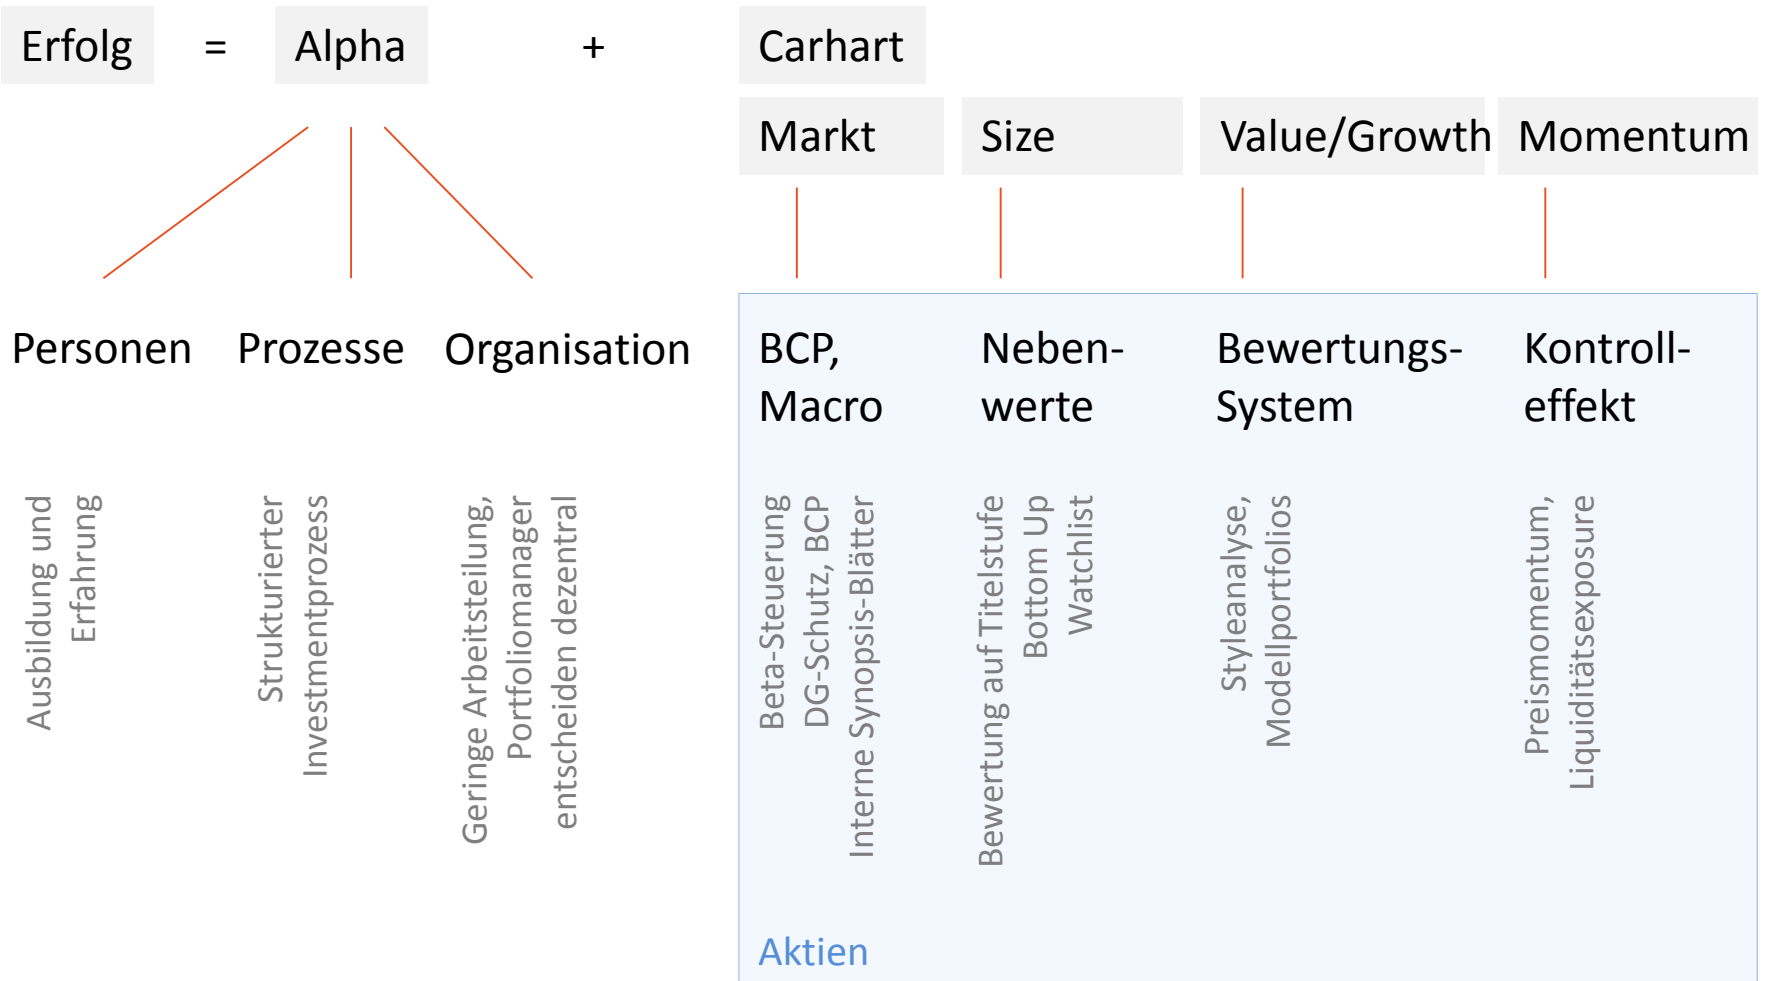 Erfolg = Alpha + Carhart
Markt Size Value/Growth Momentum
Personen Prozesse Organisation
BCP,
Macro
Neben-
werte
Bewertungs-
System
Kontroll-
effekt
Ausbildung und
Erfahrung
Strukturierter
Investmentprozess
Geringe Arbeitsteilung,
Portfoliomanager
entscheiden dezentral
Beta-Steuerung
DG-Schutz, BCP
Interne Synopsis-Blätter
Bewertung auf Titelstufe
Bottom Up
Watchlist
Styleanalyse,
Modellportfolios
Preismomentum,
Liquiditätsexposure
Aktien